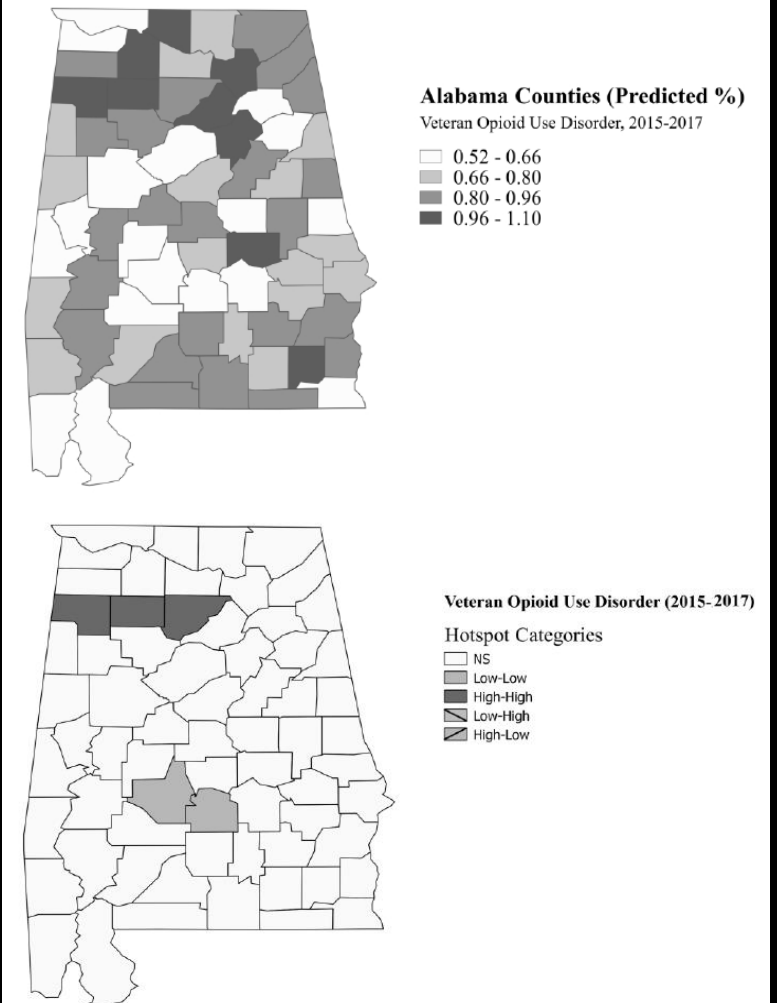 Alabama Counties (Predicted %)
Veteran Opioid Use Disorder, 2015-2017
0.52 - 0.66
0.66 - 0.80
0.80 - 0.96
0.96 - 1.10
Veteran Opioid Use Disorder (2015-2017)
Hotspot Categories
NS
Low-Low
High-High
Low-High
High-Low